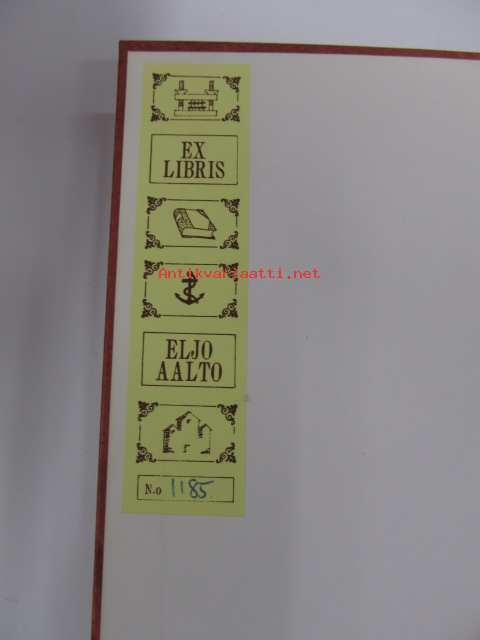 EX
LIBRIS
Antikvariaatti.net
ELJO
AALTO
N.o 1185